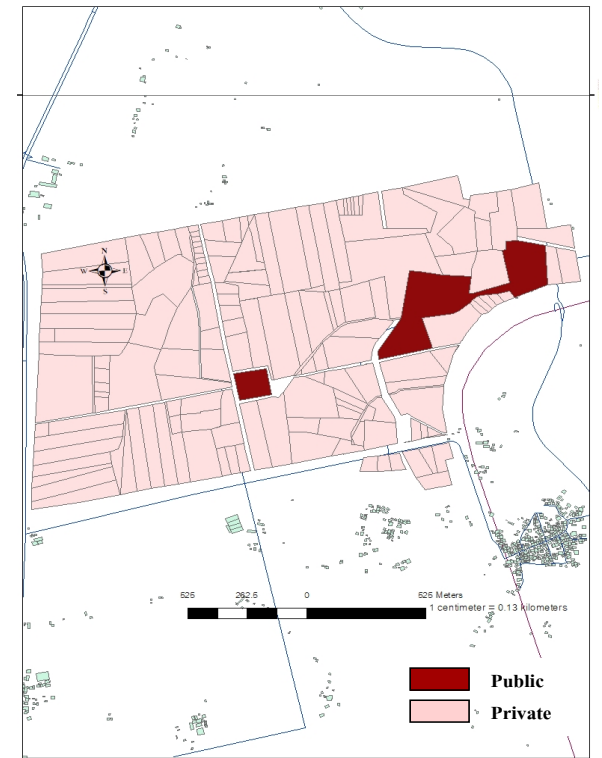 N
W E
S
525 262.5 0 525 Meters
1 centimeter = 0.13 kilometers
Public
Private